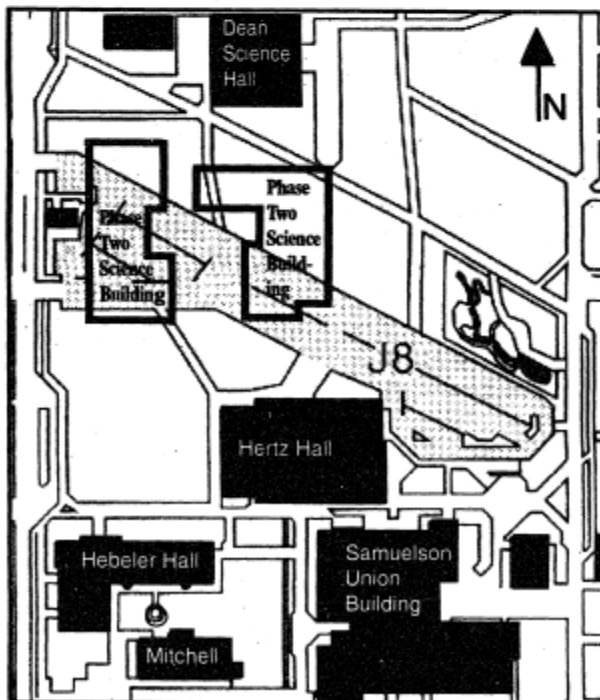 Dean
Science
Hall
N
Phase
Two
Science
Build-
ing
Phase
Two
Science
Building
J8
Hertz Hall
Hebeler Hall
Samuelson
Union
Building
Mitchell